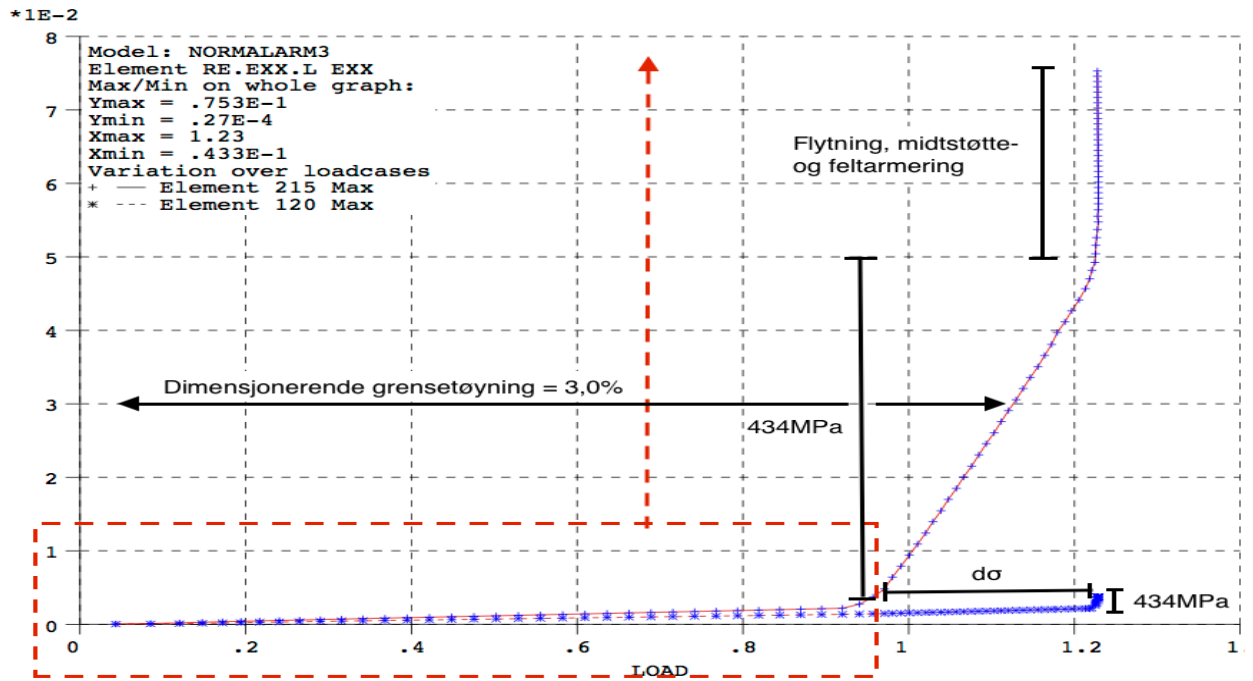 *1E-2
8
Model: NORMALARM3
Element RE.EXX.L EXX
Max/Min on whole graph:
Ymax = .753E-1
Ymin = .27E-4
Xmax = 1.23
Xmin = .433E-1
Variation over loadcases
+ — Element 215 Max
* --- Element 120 Max
7
Flytning, midtstøtte-
og feltarmering
6
5
4
Dimensjonerende grensetøyning = 3,0%
3
434MPa
2
1
dσ
434MPa
0
0 .2 .4 .6 .8 1 1.2 1.
LOAD